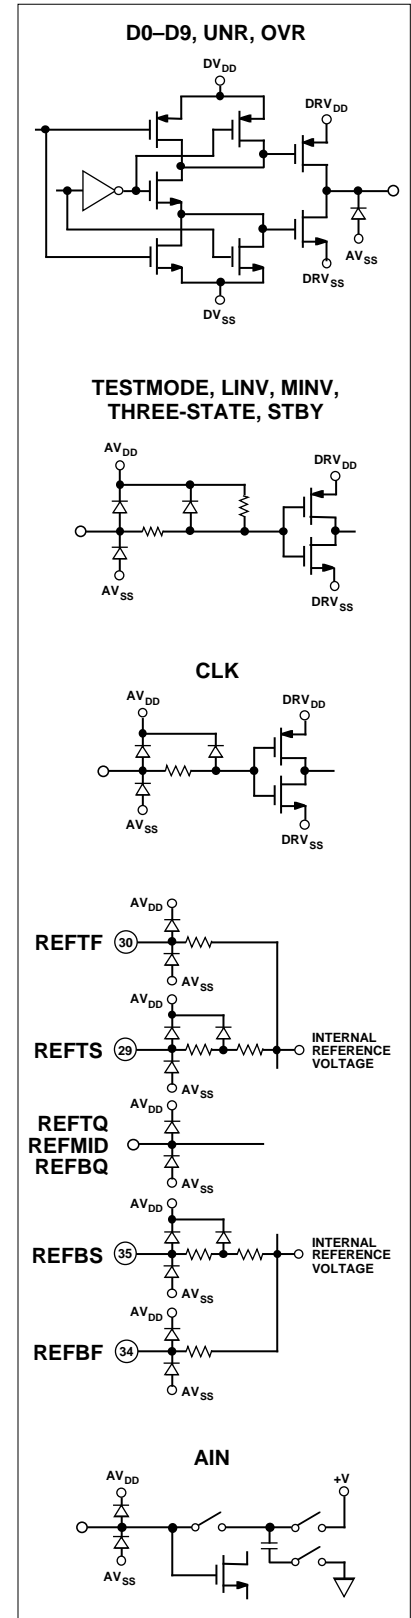 D0–D9, UNR, OVR
DVDD
DRVDD
DRVSS
AVSS
DVSS
TESTMODE, LINV, MINV,
THREE-STATE, STBY
AVDD
DRVDD
AVSS
DRVSS
CLK
AVDD
DRVDD
AVSS
DRVSS
AVDD
REFTF 30
AVSS
AVDD
REFTS 29
INTERNAL
REFERENCE
VOLTAGE
AVSS
REFTQ
AVDD
REFMID
REFBQ
AVSS
AVDD
REFBS 35
INTERNAL
REFERENCE
VOLTAGE
AVSS
AVDD
REFBF 34
AVSS
AIN
AVDD
+V
AVSS